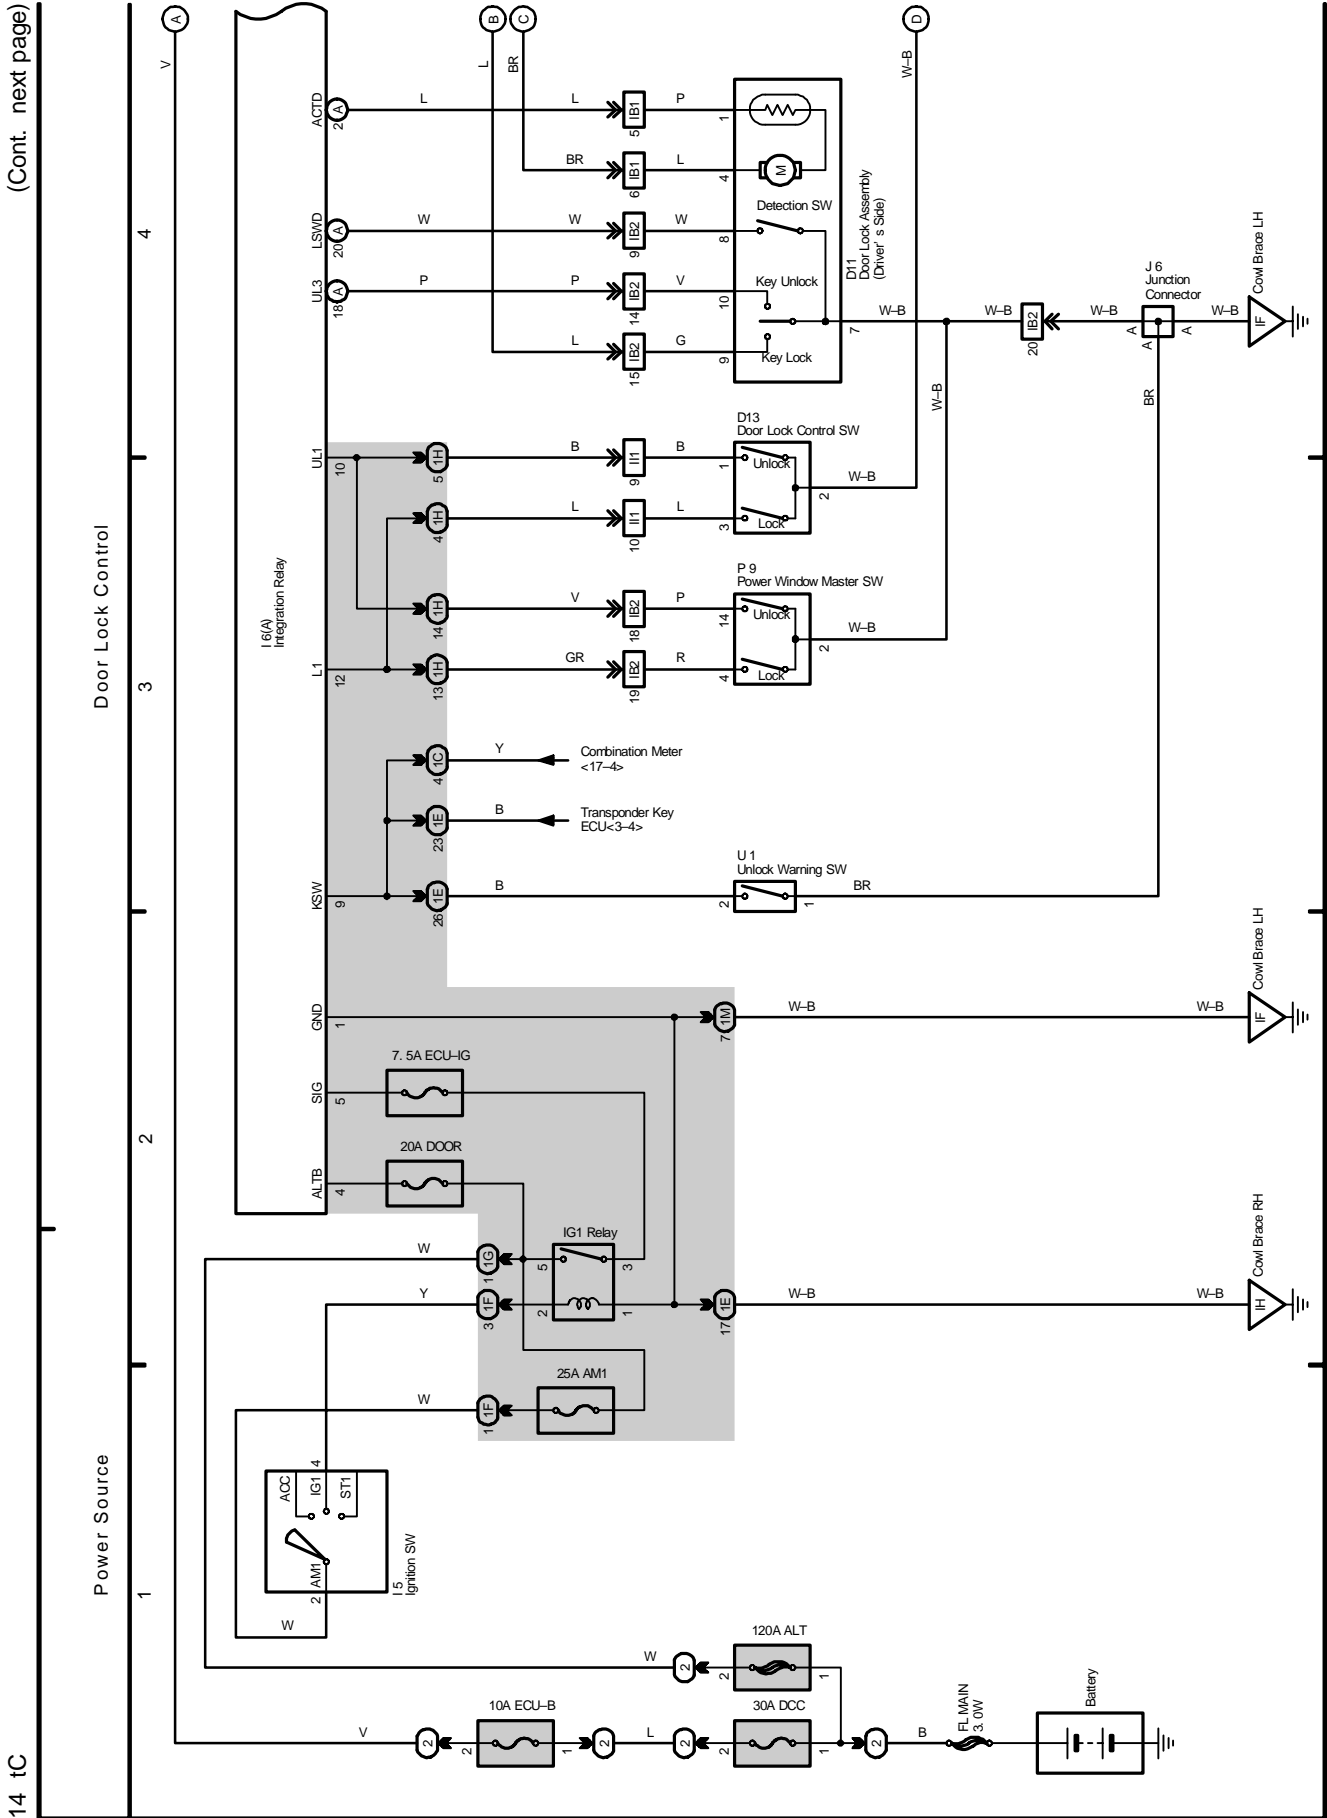 14 tC
(Cont. next page)
Power Source
Door Lock Control
1
2
3
4
A
V
B
L
C
BR
D
W–B
I 6(A)
Integration Relay
ACTD
2
A
L
L
5
IB1
P
1
BR
6
IB1
L
4
M
LSWD
20
A
W
W
9
IB2
W
8
Detection SW
UL3
18
A
P
P
14
IB2
V
10
Key Unlock
L
15
IB2
G
9
Key Lock
D11
Door Lock Assembly
(Driver' s Side)
7
W–B
W–B
20
IB2
W–B
A
A
A
J 6
Junction
Connector
W–B
IF
Cowl Brace LH
W–B
BR
UL1
10
5
1H
B
9
II1
B
1
D13
Door Lock Control SW
Unlock
Lock
2
W–B
4
1H
L
10
II1
L
3
14
1H
V
18
IB2
P
14
P 9
Power Window Master SW
Unlock
Lock
2
W–B
L1
12
13
1H
GR
19
IB2
R
4
4
1C
Y
Combination Meter
<17–4>
23
1E
B
Transponder Key
ECU<3–4>
KSW
9
26
1E
B
2
U 1
Unlock Warning SW
1
BR
GND
1
7
1M
W–B
W–B
IF
Cowl Brace LH
SIG
5
7. 5A ECU–IG
ALTB
4
20A DOOR
W
1
1G
IG1 Relay
5
3
2
1
Y
3
1F
17
1E
W–B
W–B
IH
Cowl Brace RH
W
1
1F
25A AM1
ACC
IG1
4
ST1
2
AM1
I 5
Ignition SW
W
W
2
2
120A ALT
1
V
2
2
10A ECU–B
1
2
L
2
2
30A DCC
1
2
B
FL MAIN
3. 0W
Battery